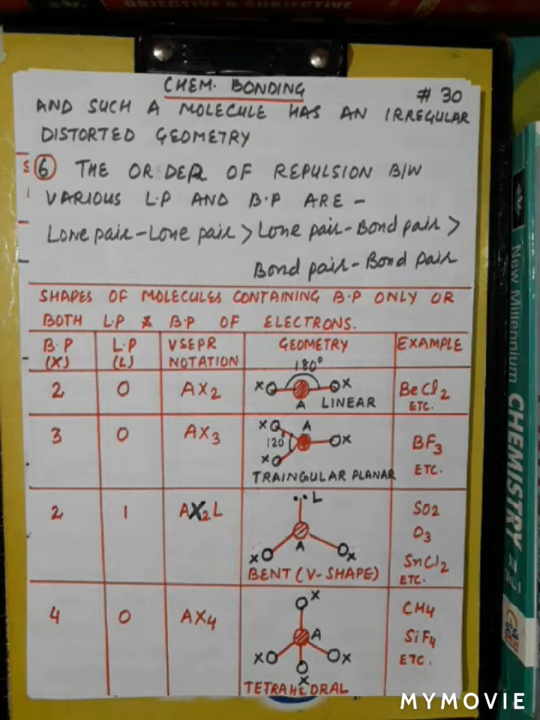 OBJECTIVE & SUBJECTIVE
CHEM. BONDING
# 30
AND SUCH A MOLECULE HAS AN IRREGULAR
DISTORTED GEOMETRY
6 THE ORDER OF REPULSION B/W
VARIOUS L.P AND B.P ARE -
Lone pair - Lone pair > Lone pair - Bond pair >
Bond pair - Bond pair
SHAPES OF MOLECULES CONTAINING B.P ONLY OR
BOTH L.P & B.P OF ELECTRONS.
B.P (X) L.P (L) VSEPR NOTATION GEOMETRY EXAMPLE
2 0 AX2 180° X X A LINEAR BeCl2 ETC.
3 0 AX3 X A 120° X X TRAINGULAR PLANAR BF3 ETC.
2 1 AX2L L A X X BENT (V-SHAPE) SO2 O3 SnCl2 ETC.
4 0 AX4 X A X X X TETRAHEDRAL CH4 SiF4 ETC.
New Millennium
CHEMISTRY
MYMOVIE